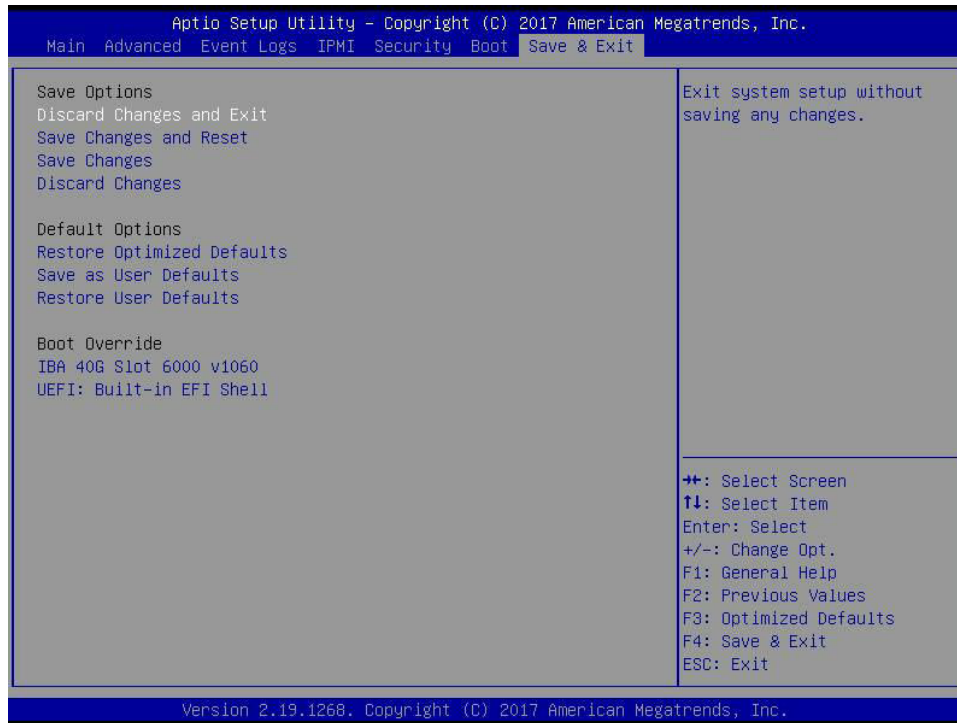 Aptio Setup Utility – Copyright (C) 2017 American Megatrends, Inc.
Main Advanced Event Logs IPMI Security Boot Save & Exit
Save Options
Discard Changes and Exit
Save Changes and Reset
Save Changes
Discard Changes
Default Options
Restore Optimized Defaults
Save as User Defaults
Restore User Defaults
Boot Override
IBA 40G Slot 6000 v1060
UEFI: Built-in EFI Shell
Exit system setup without
saving any changes.
→←: Select Screen
↑↓: Select Item
Enter: Select
+/-: Change Opt.
F1: General Help
F2: Previous Values
F3: Optimized Defaults
F4: Save & Exit
ESC: Exit
Version 2.19.1268. Copyright (C) 2017 American Megatrends, Inc.